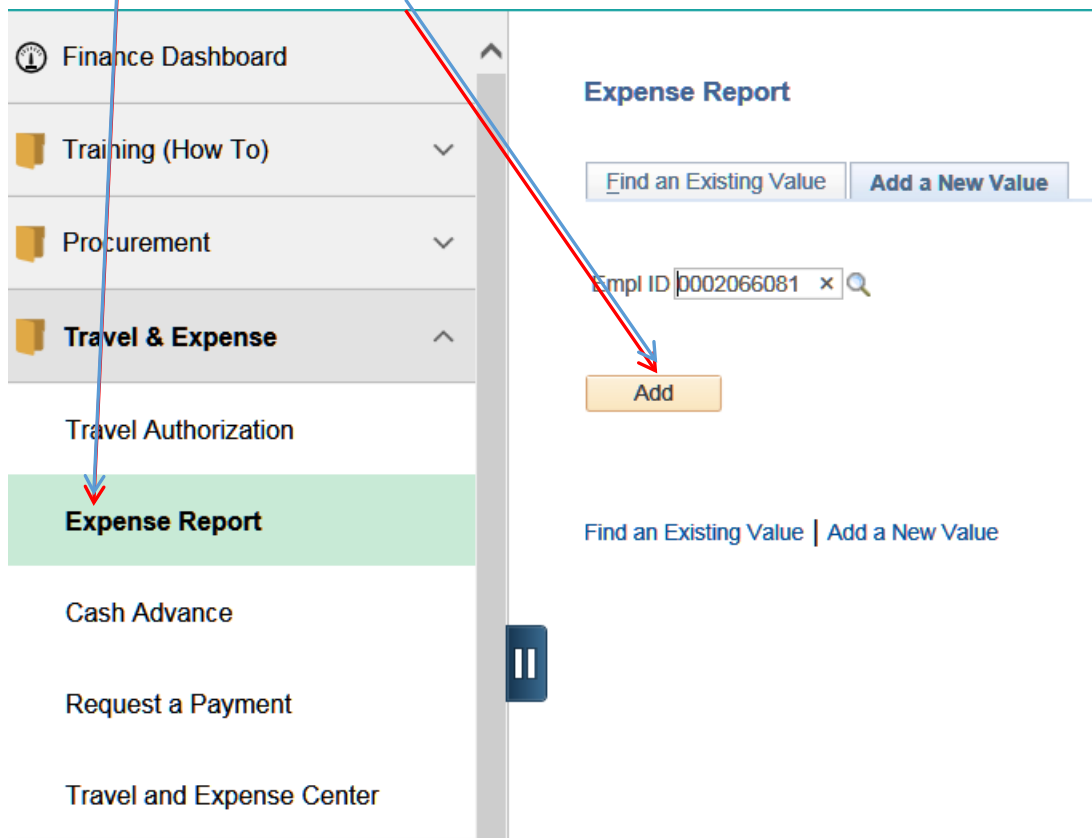 Finance Dashboard
Training (How To)
Procurement
Travel & Expense
Travel Authorization
Expense Report
Cash Advance
Request a Payment
Travel and Expense Center
Expense Report
Find an Existing Value
Add a New Value
Empl ID 0002066081 ×
Add
Find an Existing Value | Add a New Value